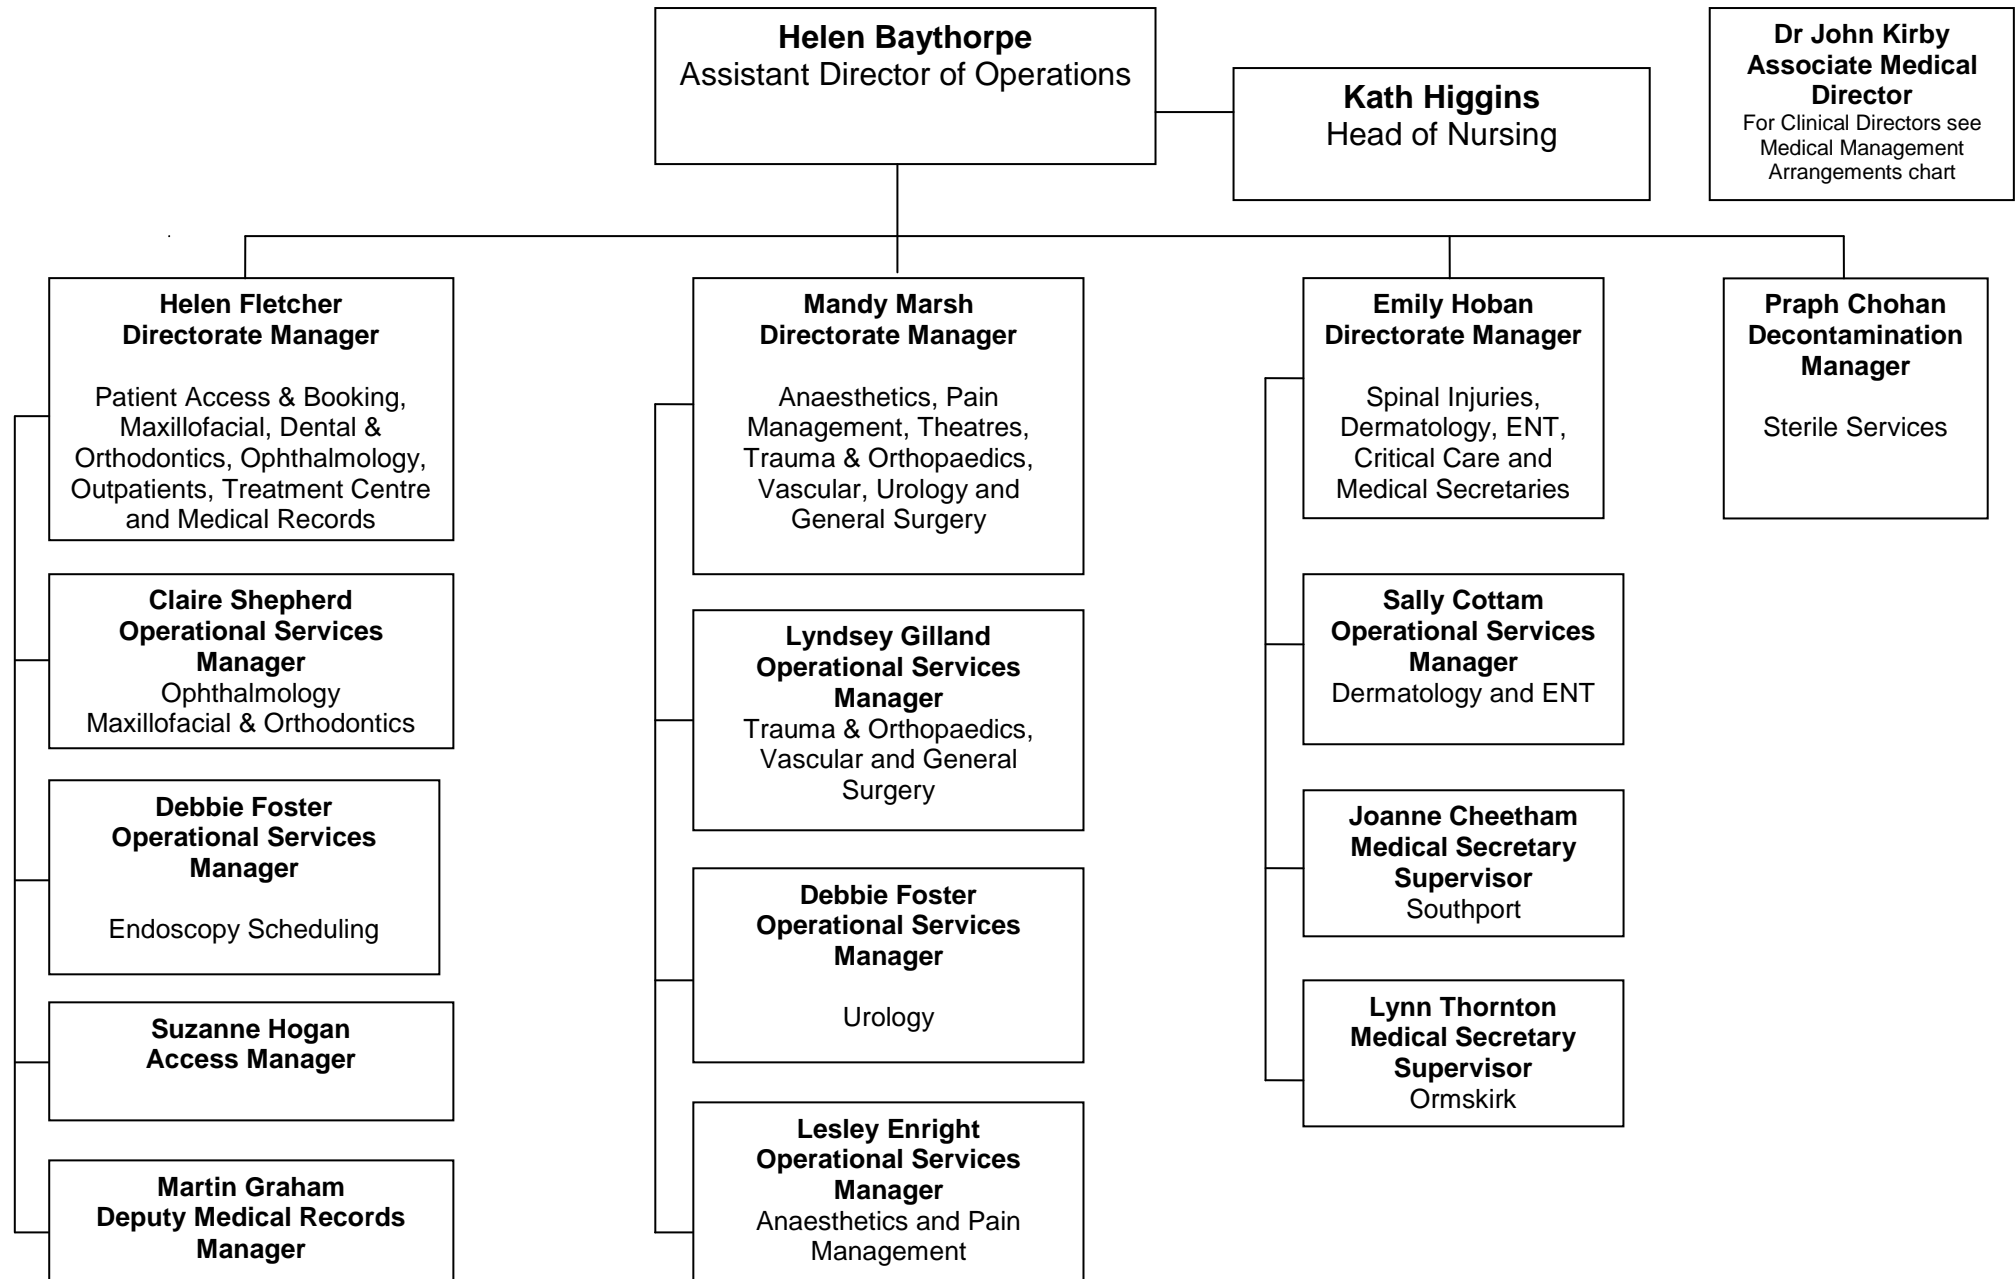 Helen Baythorpe
Assistant Director of Operations
Kath Higgins
Head of Nursing
Dr John Kirby
Associate Medical
Director
For Clinical Directors see
Medical Management
Arrangements chart
Helen Fletcher
Directorate Manager
Patient Access & Booking,
Maxillofacial, Dental &
Orthodontics, Ophthalmology,
Outpatients, Treatment Centre
and Medical Records
Claire Shepherd
Operational Services
Manager
Ophthalmology
Maxillofacial & Orthodontics
Debbie Foster
Operational Services
Manager
Endoscopy Scheduling
Suzanne Hogan
Access Manager
Martin Graham
Deputy Medical Records
Manager
Mandy Marsh
Directorate Manager
Anaesthetics, Pain
Management, Theatres,
Trauma & Orthopaedics,
Vascular, Urology and
General Surgery
Lyndsey Gilland
Operational Services
Manager
Trauma & Orthopaedics,
Vascular and General
Surgery
Debbie Foster
Operational Services
Manager
Urology
Lesley Enright
Operational Services
Manager
Anaesthetics and Pain
Management
Emily Hoban
Directorate Manager
Spinal Injuries,
Dermatology, ENT,
Critical Care and
Medical Secretaries
Sally Cottam
Operational Services
Manager
Dermatology and ENT
Joanne Cheetham
Medical Secretary
Supervisor
Southport
Lynn Thornton
Medical Secretary
Supervisor
Ormskirk
Praph Chohan
Decontamination
Manager
Sterile Services